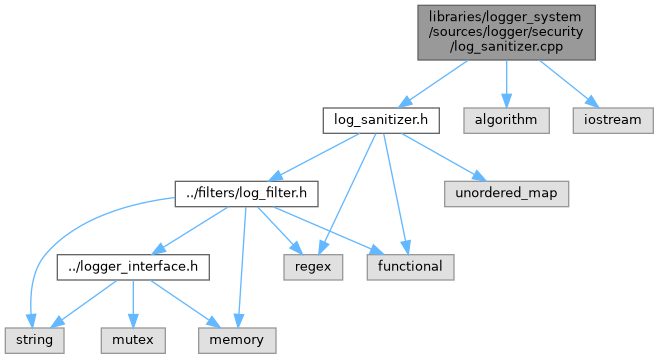 libraries/logger_system
/sources/logger/security
/log_sanitizer.cpp
log_sanitizer.h
algorithm
iostream
../filters/log_filter.h
unordered_map
../logger_interface.h
regex
functional
string
mutex
memory